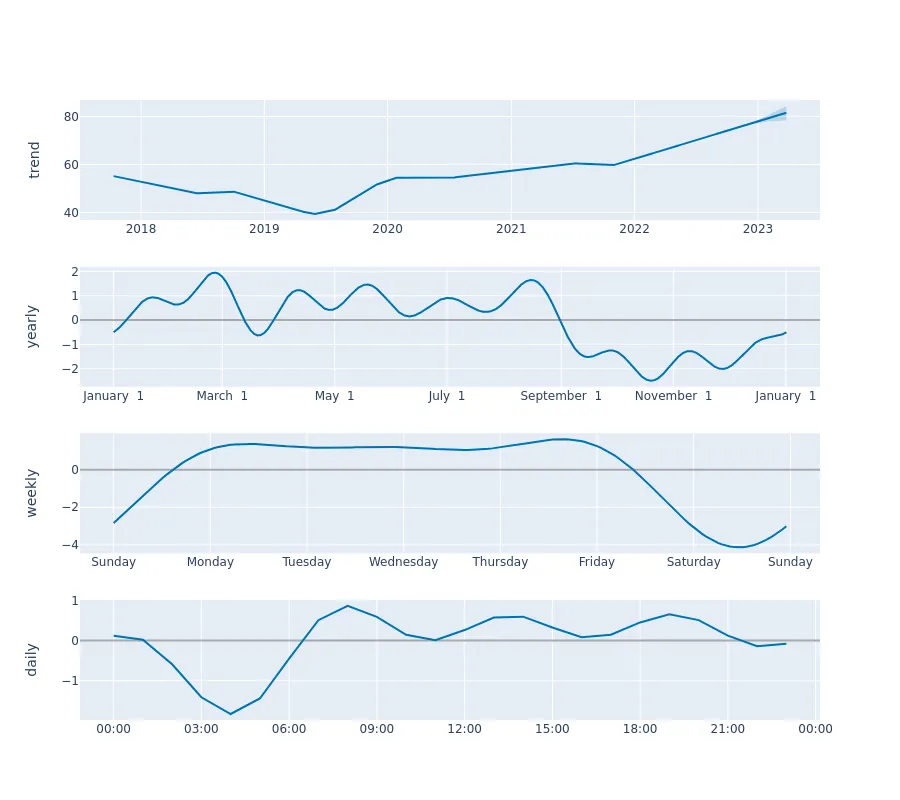 trend
80
60
40
2018 2019 2020 2021 2022 2023
yearly
2
1
0
−1
−2
January 1 March 1 May 1 July 1 September 1 November 1 January 1
weekly
0
−2
−4
Sunday Monday Tuesday Wednesday Thursday Friday Saturday Sunday
daily
1
0
−1
00:00 03:00 06:00 09:00 12:00 15:00 18:00 21:00 00:00